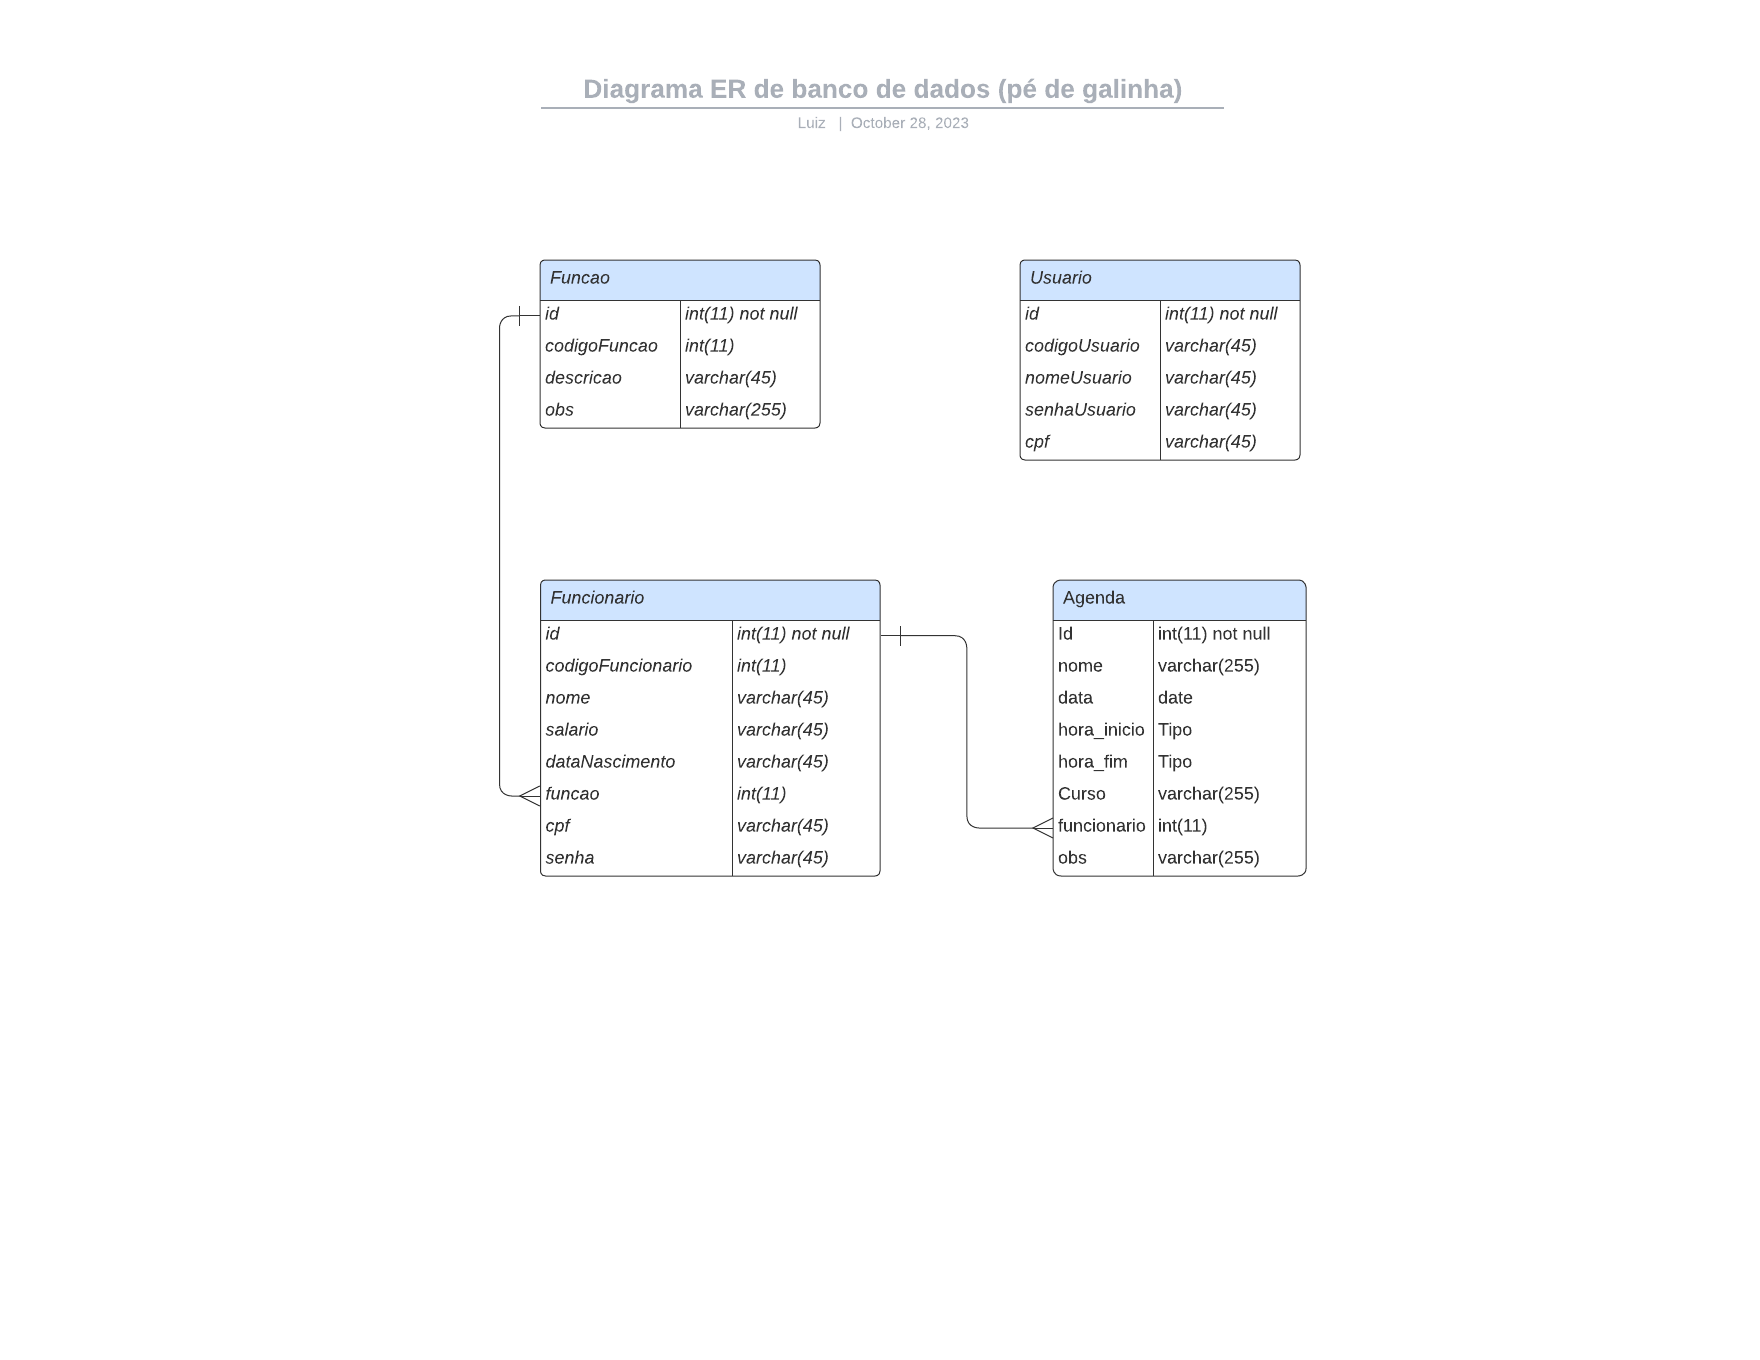 Diagrama ER de banco de dados (pé de galinha)
Luiz | October 28, 2023
Funcao
id int(11) not null
codigoFuncao int(11)
descricao varchar(45)
obs varchar(255)
Usuario
id int(11) not null
codigoUsuario varchar(45)
nomeUsuario varchar(45)
senhaUsuario varchar(45)
cpf varchar(45)
Funcionario
id int(11) not null
codigoFuncionario int(11)
nome varchar(45)
salario varchar(45)
dataNascimento varchar(45)
funcao int(11)
cpf varchar(45)
senha varchar(45)
Agenda
Id int(11) not null
nome varchar(255)
data date
hora_inicio Tipo
hora_fim Tipo
Curso varchar(255)
funcionario int(11)
obs varchar(255)